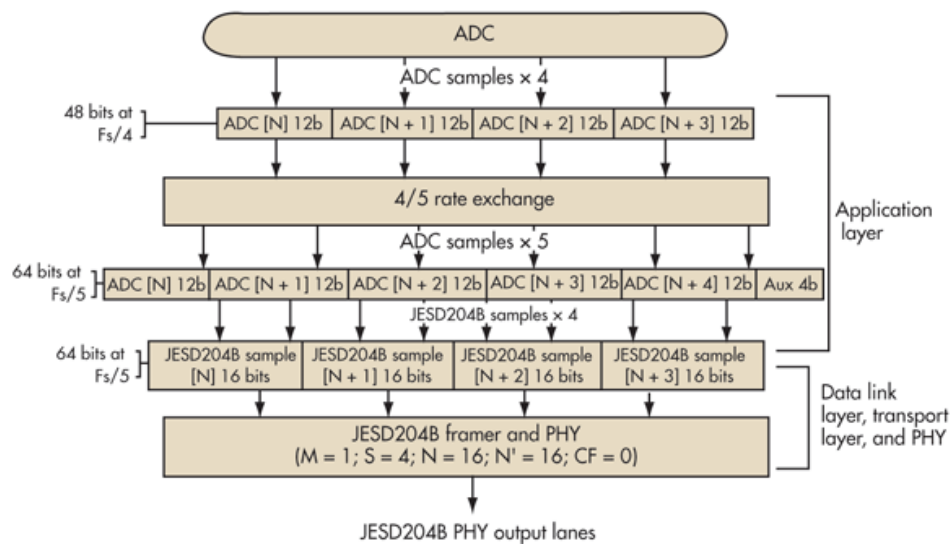 ADC
ADC samples × 4
48 bits at
Fs/4
ADC [N] 12b
ADC [N + 1] 12b
ADC [N + 2] 12b
ADC [N + 3] 12b
4/5 rate exchange
Application
layer
ADC samples × 5
64 bits at
Fs/5
ADC [N] 12b
ADC [N + 1] 12b
ADC [N + 2] 12b
ADC [N + 3] 12b
ADC [N + 4] 12b
Aux 4b
JESD204B samples × 4
64 bits at
Fs/5
JESD204B sample
[N] 16 bits
JESD204B sample
[N + 1] 16 bits
JESD204B sample
[N + 2] 16 bits
JESD204B sample
[N + 3] 16 bits
Data link
layer, transport
layer, and PHY
JESD204B framer and PHY
(M = 1; S = 4; N = 16; N' = 16; CF = 0)
JESD204B PHY output lanes